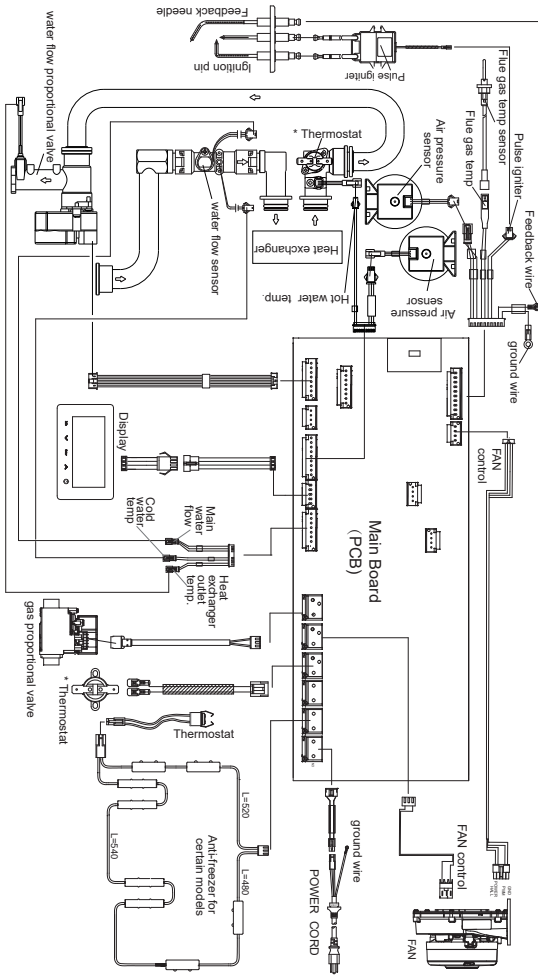 Feedback needle
Ignition pin
Pulse igniter
water flow proportional valve
* Thermostat
water flow sensor
Heat exchanger
Hot water temp.
Air pressure
sensor
Air pressure
sensor
Flue gas temp sensor
Flue gas temp
Pulse igniter
Feedback wire
ground wire
FAN
control
Main Board
(PCB)
Display
Main
water
flow
Cold
water
temp
Heat
exchanger
outlet
temp.
gas proportional valve
* Thermostat
Thermostat
L=520
L=540
L=480
Anti-freezer for
certain models
ground wire
POWER CORD
FAN control
FAN
GND
PWM